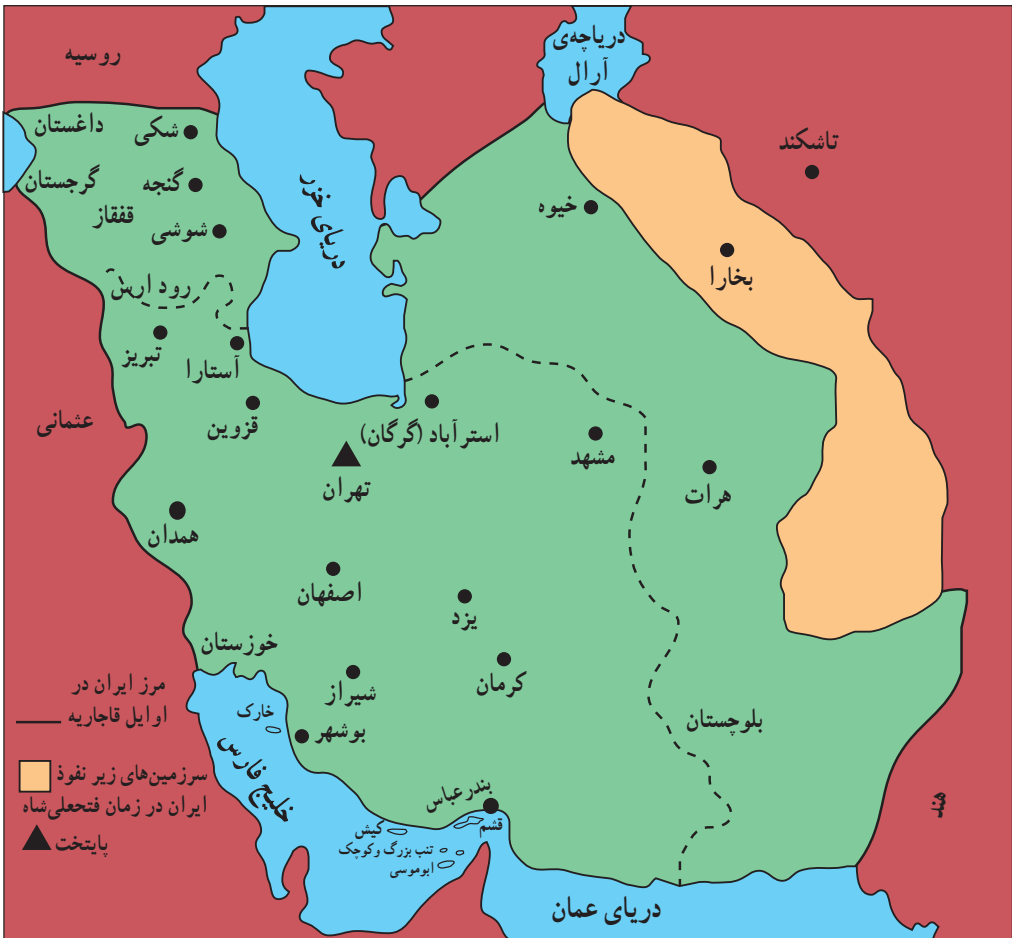 روسیه
دریاچه‌ی
آرال
داغستان
شکی
تاشکند
گرجستان
گنجه
خیوه
قفقاز
شوشی
دریای خزر
بخارا
رود ارس
تبریز
آستارا
عثمانی
قزوین
استرآباد (گرگان)
مشهد
تهران
هرات
همدان
اصفهان
یزد
خوزستان
شیراز
کرمان
بلوچستان
خارک
بوشهر
خلیج فارس
بندرعباس
قشم
کیش
تنب بزرگ وکوچک
ابوموسی
دریای عمان
هند
مرز ایران در
اوایل قاجاریه
سرزمین‌های زیر نفوذ
ایران در زمان فتحعلی‌شاه
پایتخت